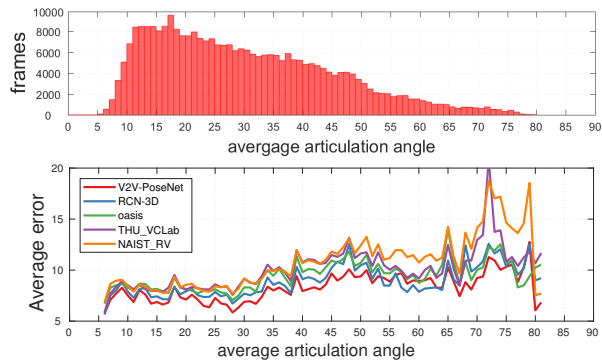 10000
8000
6000
4000
2000
0
frames
0 5 10 15 20 25 30 35 40 45 50 55 60 65 70 75 80 85 90
avergage articulation angle
20
15
10
5
Average error
V2V-PoseNet
RCN-3D
oasis
THU_VCLab
NAIST_RV
0 5 10 15 20 25 30 35 40 45 50 55 60 65 70 75 80 85 90
average articulation angle